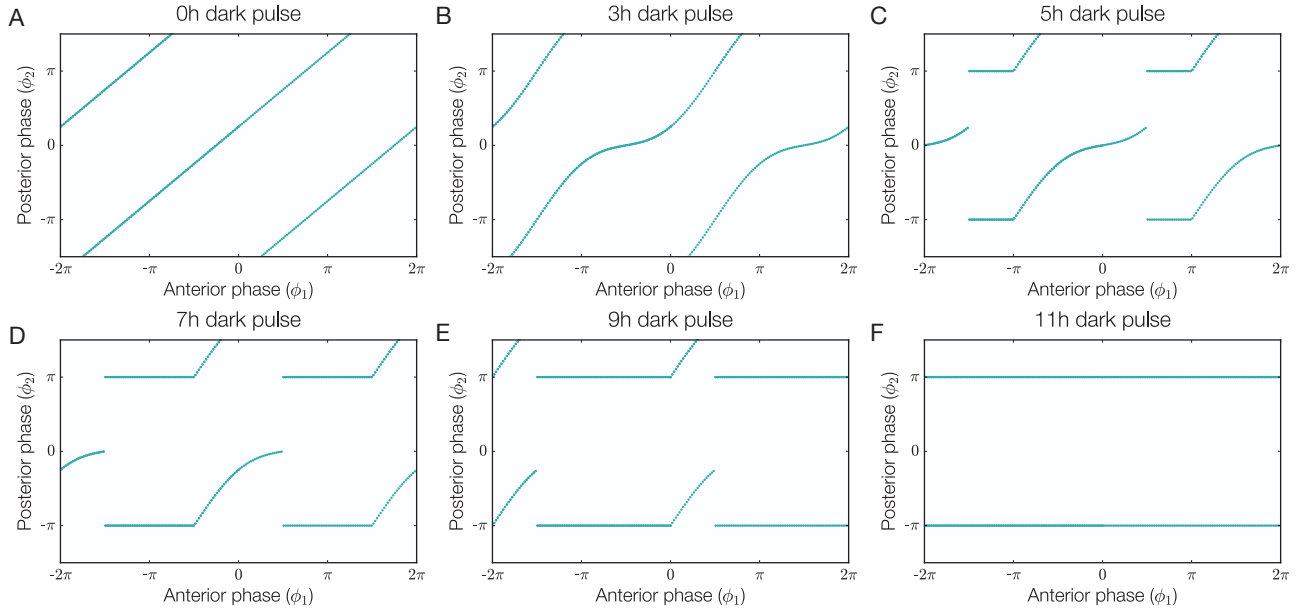 A
0h dark pulse
Posterior phase (ϕ₂)
π
0
-π
-2π
-π
0
π
2π
Anterior phase (ϕ₁)
B
3h dark pulse
Posterior phase (ϕ₂)
π
0
-π
-2π
-π
0
π
2π
Anterior phase (ϕ₁)
C
5h dark pulse
Posterior phase (ϕ₂)
π
0
-π
-2π
-π
0
π
2π
Anterior phase (ϕ₁)
D
7h dark pulse
Posterior phase (ϕ₂)
π
0
-π
-2π
-π
0
π
2π
Anterior phase (ϕ₁)
E
9h dark pulse
Posterior phase (ϕ₂)
π
0
-π
-2π
-π
0
π
2π
Anterior phase (ϕ₁)
F
11h dark pulse
Posterior phase (ϕ₂)
π
0
-π
-2π
-π
0
π
2π
Anterior phase (ϕ₁)